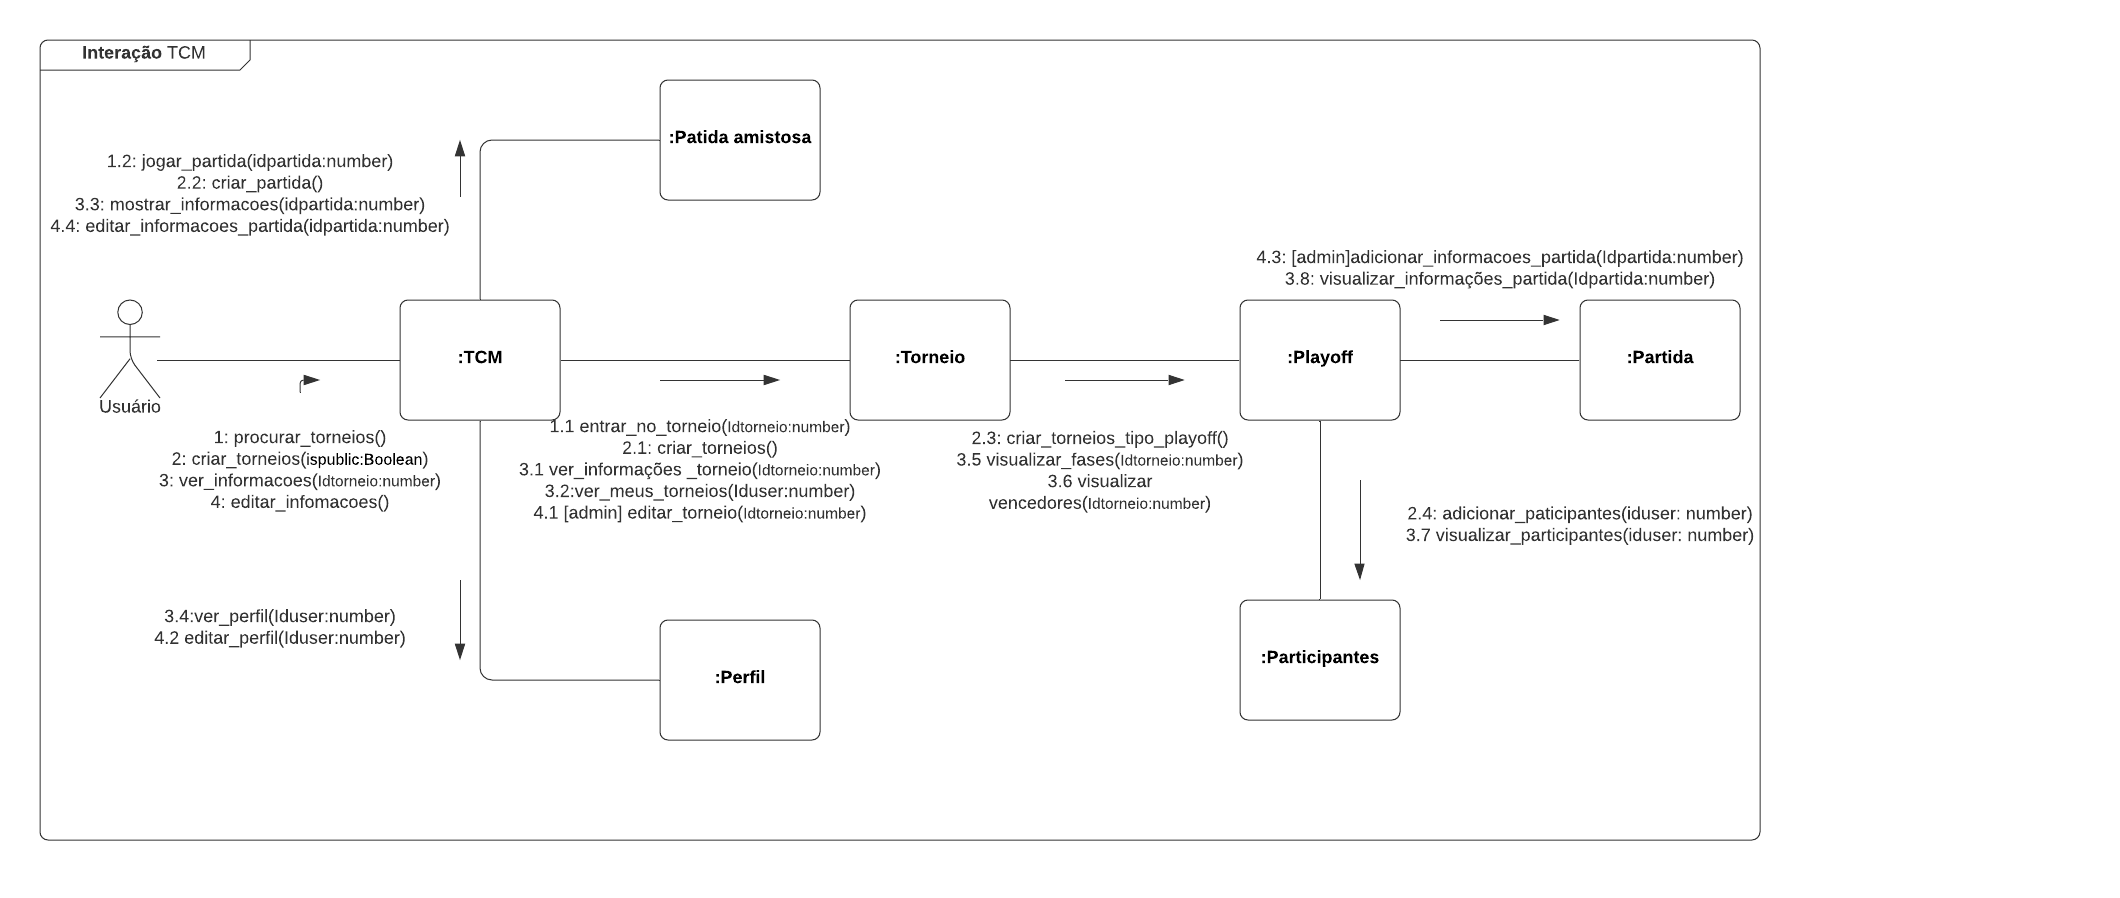 Interação TCM
:Patida amistosa
1.2: jogar_partida(idpartida:number)
2.2: criar_partida()
3.3: mostrar_informacoes(idpartida:number)
4.4: editar_informacoes_partida(idpartida:number)
4.3: [admin]adicionar_informacoes_partida(Idpartida:number)
3.8: visualizar_informações_partida(Idpartida:number)
Usuário
:TCM
:Torneio
:Playoff
:Partida
1: procurar_torneios()
2: criar_torneios(ispublic:Boolean)
3: ver_informacoes(Idtorneio:number)
4: editar_infomacoes()
1.1 entrar_no_torneio(Idtorneio:number)
2.1: criar_torneios()
3.1 ver_informações _torneio(Idtorneio:number)
3.2:ver_meus_torneios(Iduser:number)
4.1 [admin] editar_torneio(Idtorneio:number)
2.3: criar_torneios_tipo_playoff()
3.5 visualizar_fases(Idtorneio:number)
3.6 visualizar
vencedores(Idtorneio:number)
2.4: adicionar_paticipantes(iduser: number)
3.7 visualizar_participantes(iduser: number)
3.4:ver_perfil(Iduser:number)
4.2 editar_perfil(Iduser:number)
:Perfil
:Participantes